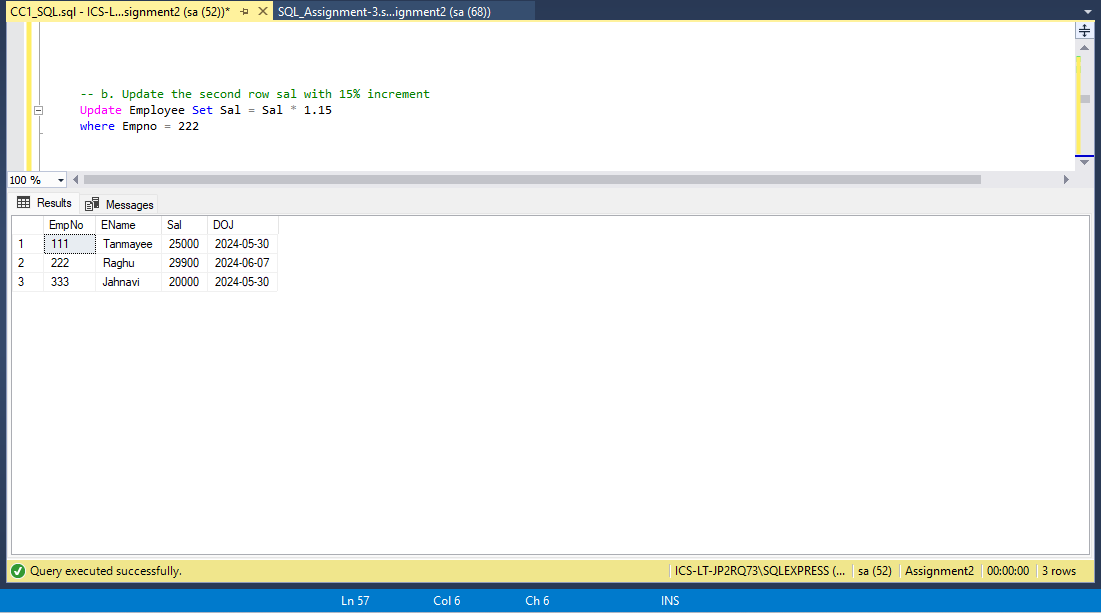 CC1_SQL.sql - ICS-L...signment2 (sa (52))* SQL_Assignment-3.s...ignment2 (sa (68))
-- b. Update the second row sal with 15% increment
Update Employee Set Sal = Sal * 1.15
where Empno = 222
100 %
Results Messages
EmpNo EName Sal DOJ
1 111 Tanmayee 25000 2024-05-30
2 222 Raghu 29900 2024-06-07
3 333 Jahnavi 20000 2024-05-30
Query executed successfully. ICS-LT-JP2RQ73\SQLEXPRESS (... sa (52) Assignment2 00:00:00 3 rows
Ln 57 Col 6 Ch 6 INS